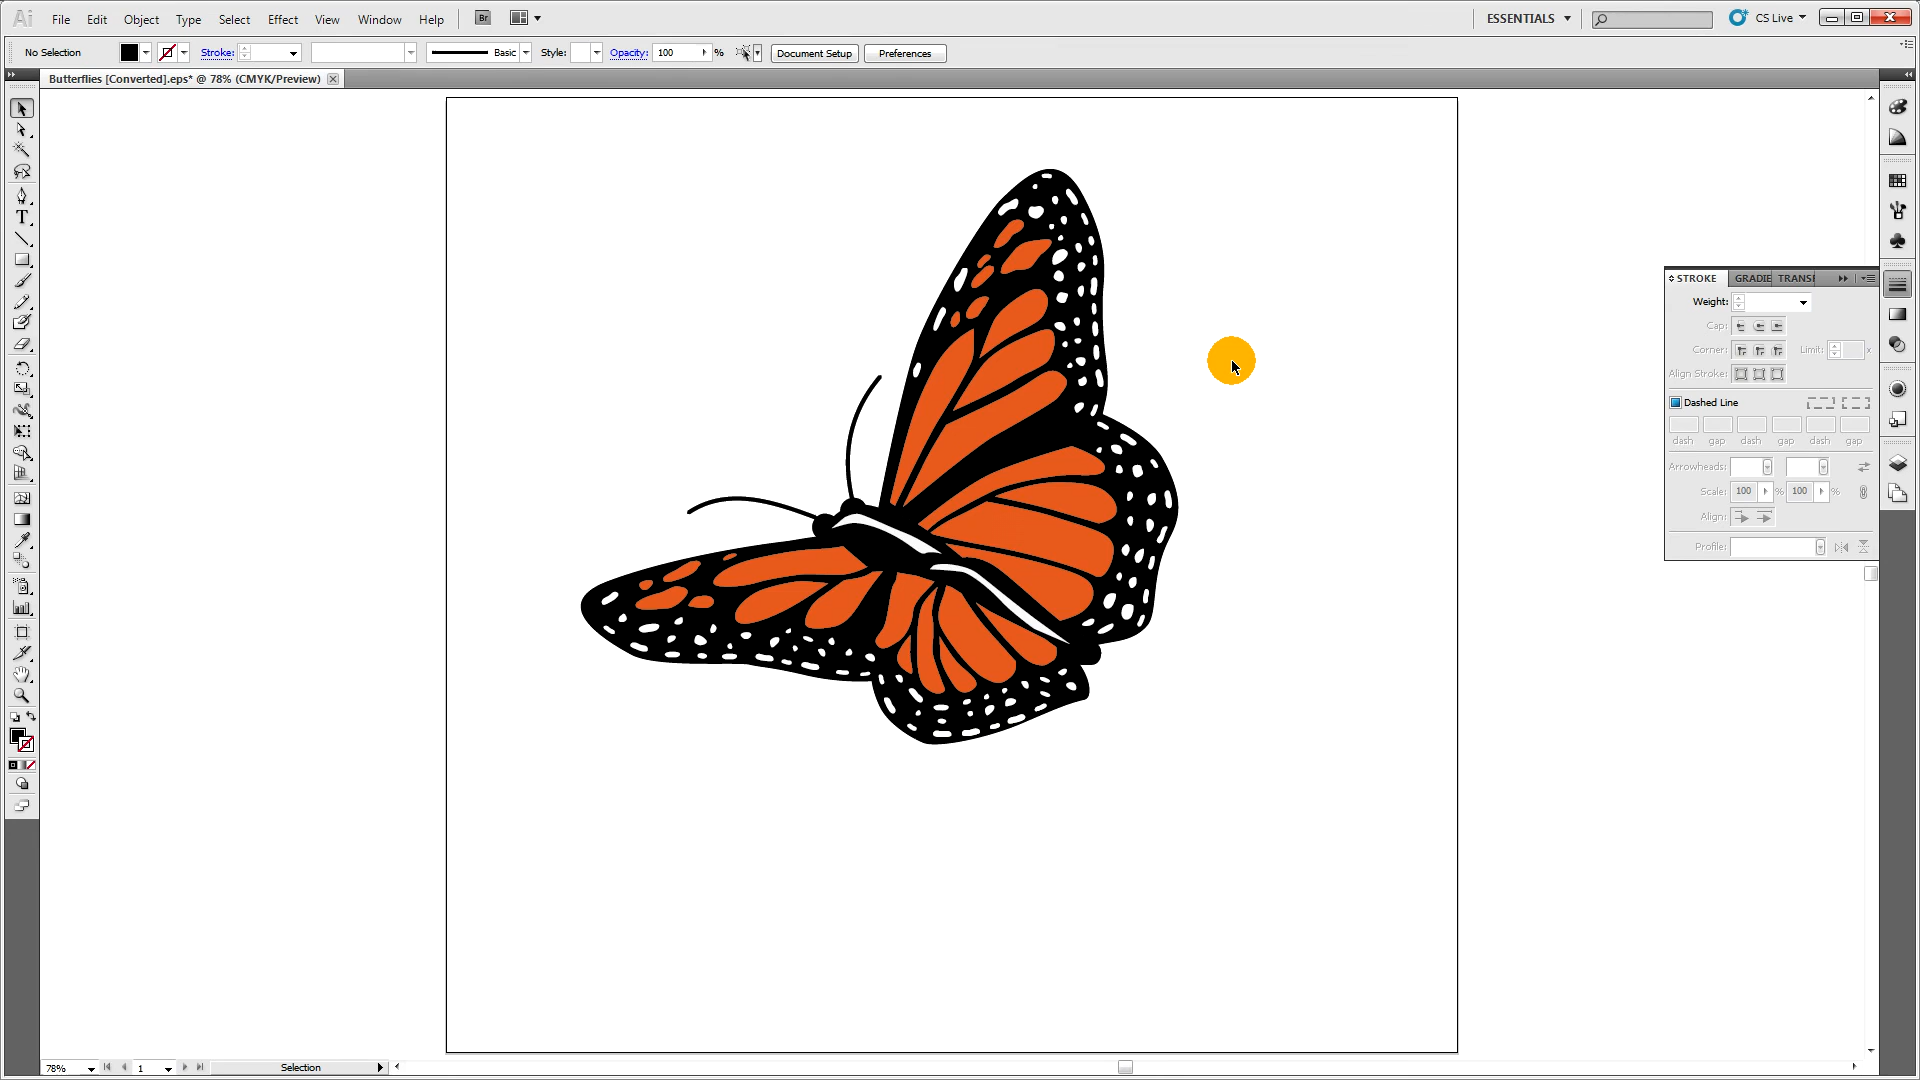 Ai File Edit Object Type Select Effect View Window Help Br ESSENTIALS CS Live
No Selection Stroke: Basic Style: Opacity: 100 % Document Setup Preferences
Butterflies [Converted].eps* @ 78% (CMYK/Preview)
T
STROKE GRADIE TRANSF
Weight:
Cap:
Corner: Limit: x
Align Stroke:
Dashed Line
dash gap dash gap dash gap
Arrowheads:
Scale: 100 % 100 %
Align:
Profile:
78% 1 Selection